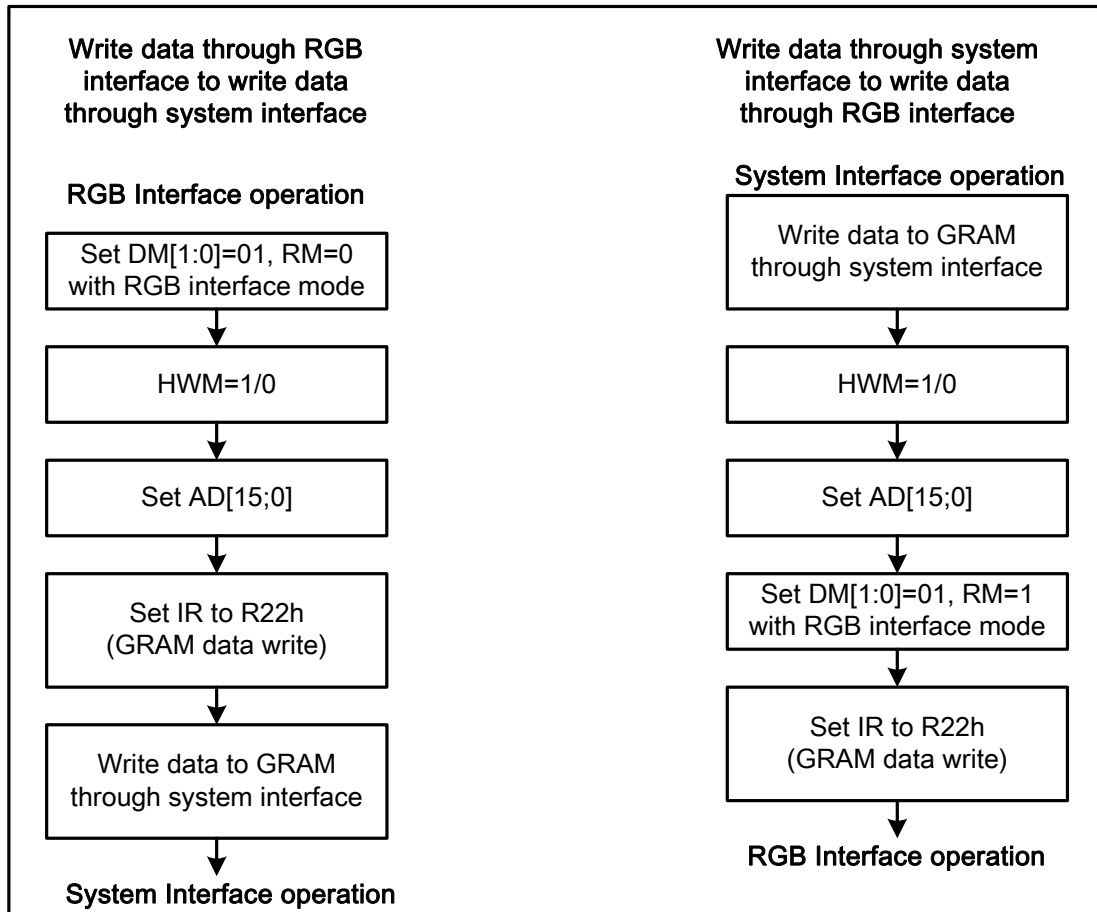 Write data through RGB
interface to write data
through system interface
RGB Interface operation
Set DM[1:0]=01, RM=0
with RGB interface mode
HWM=1/0
Set AD[15;0]
Set IR to R22h
(GRAM data write)
Write data to GRAM
through system interface
System Interface operation
Write data through system
interface to write data
through RGB interface
System Interface operation
Write data to GRAM
through system interface
HWM=1/0
Set AD[15;0]
Set DM[1:0]=01, RM=1
with RGB interface mode
Set IR to R22h
(GRAM data write)
RGB Interface operation